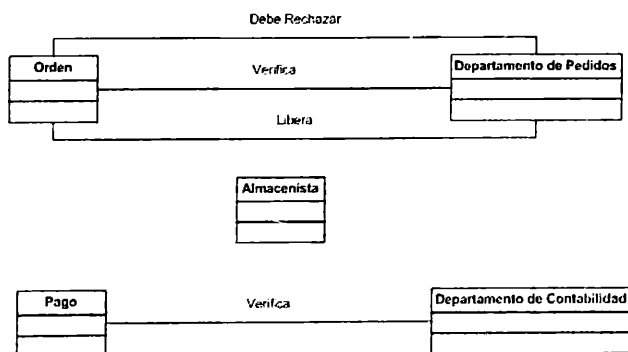 Debe Rechazar
Orden
Verifica
Departamento de Pedidos
Libera
Almacenista
Pago
Verifica
Departamento de Contabilidad